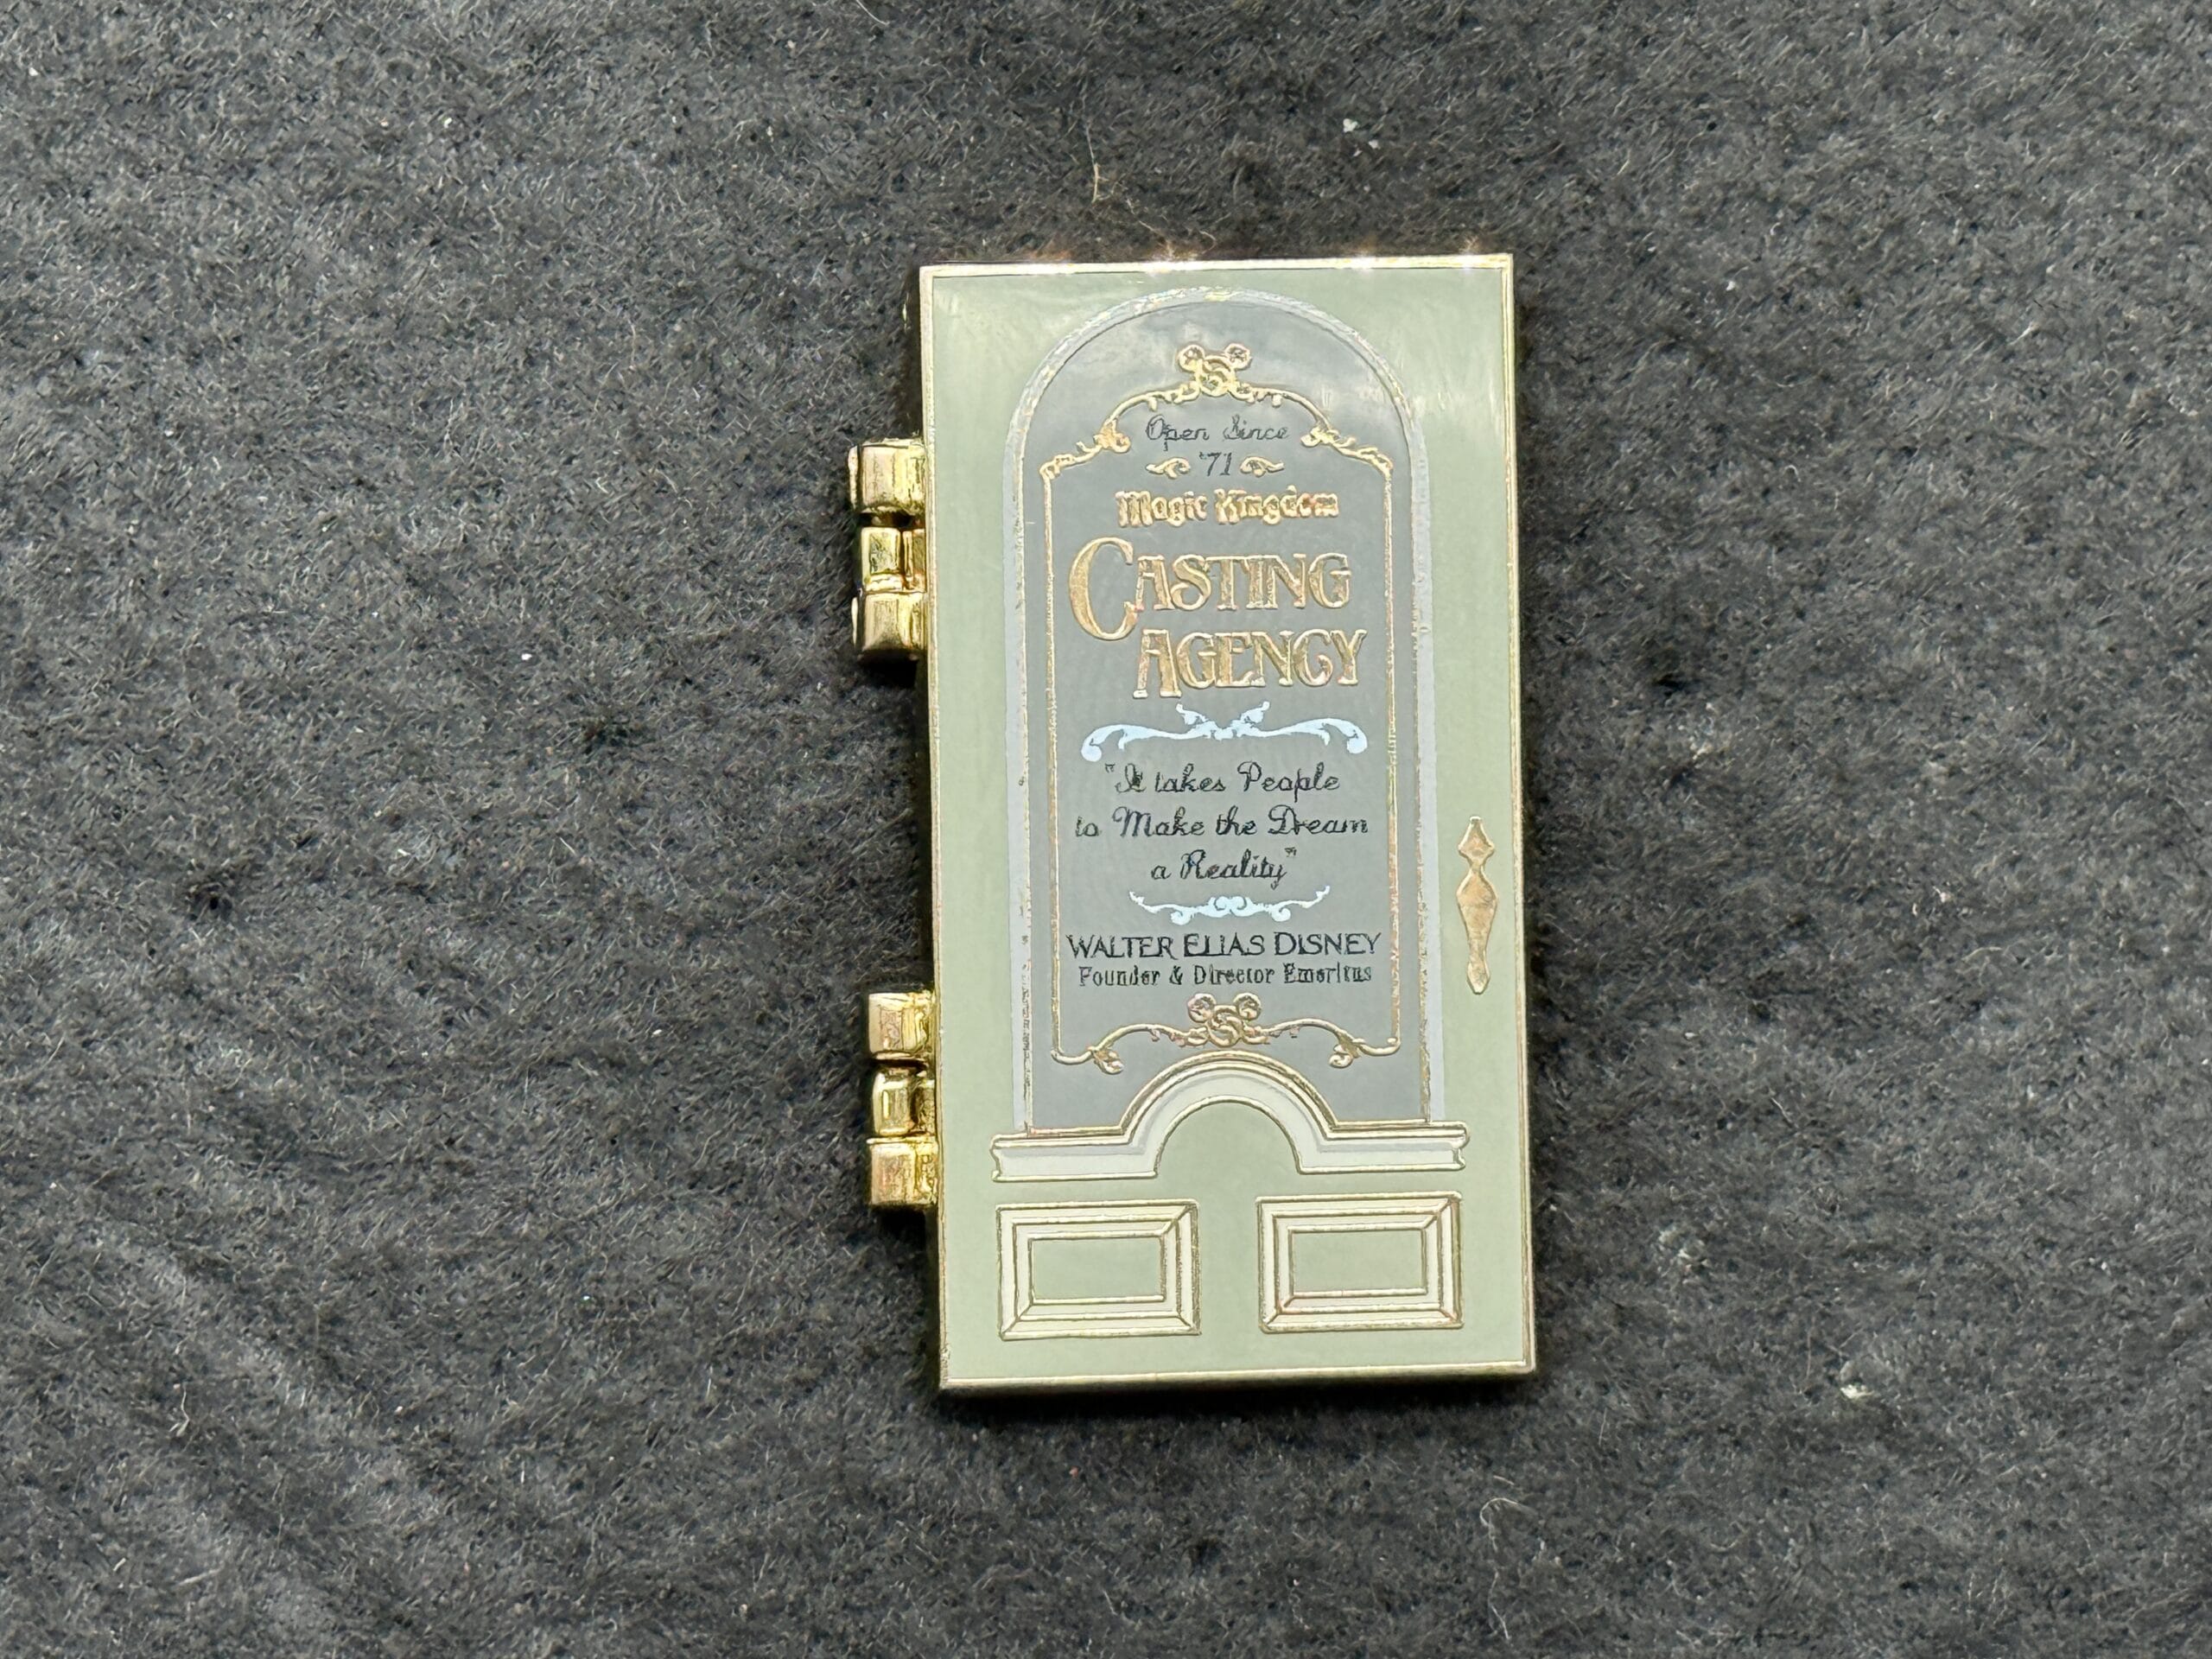 Open Since
'71
Magic Kingdom
CASTING
AGENCY
"It takes People
to Make the Dream
a Reality"
WALTER ELIAS DISNEY
Founder & Director Emeritus